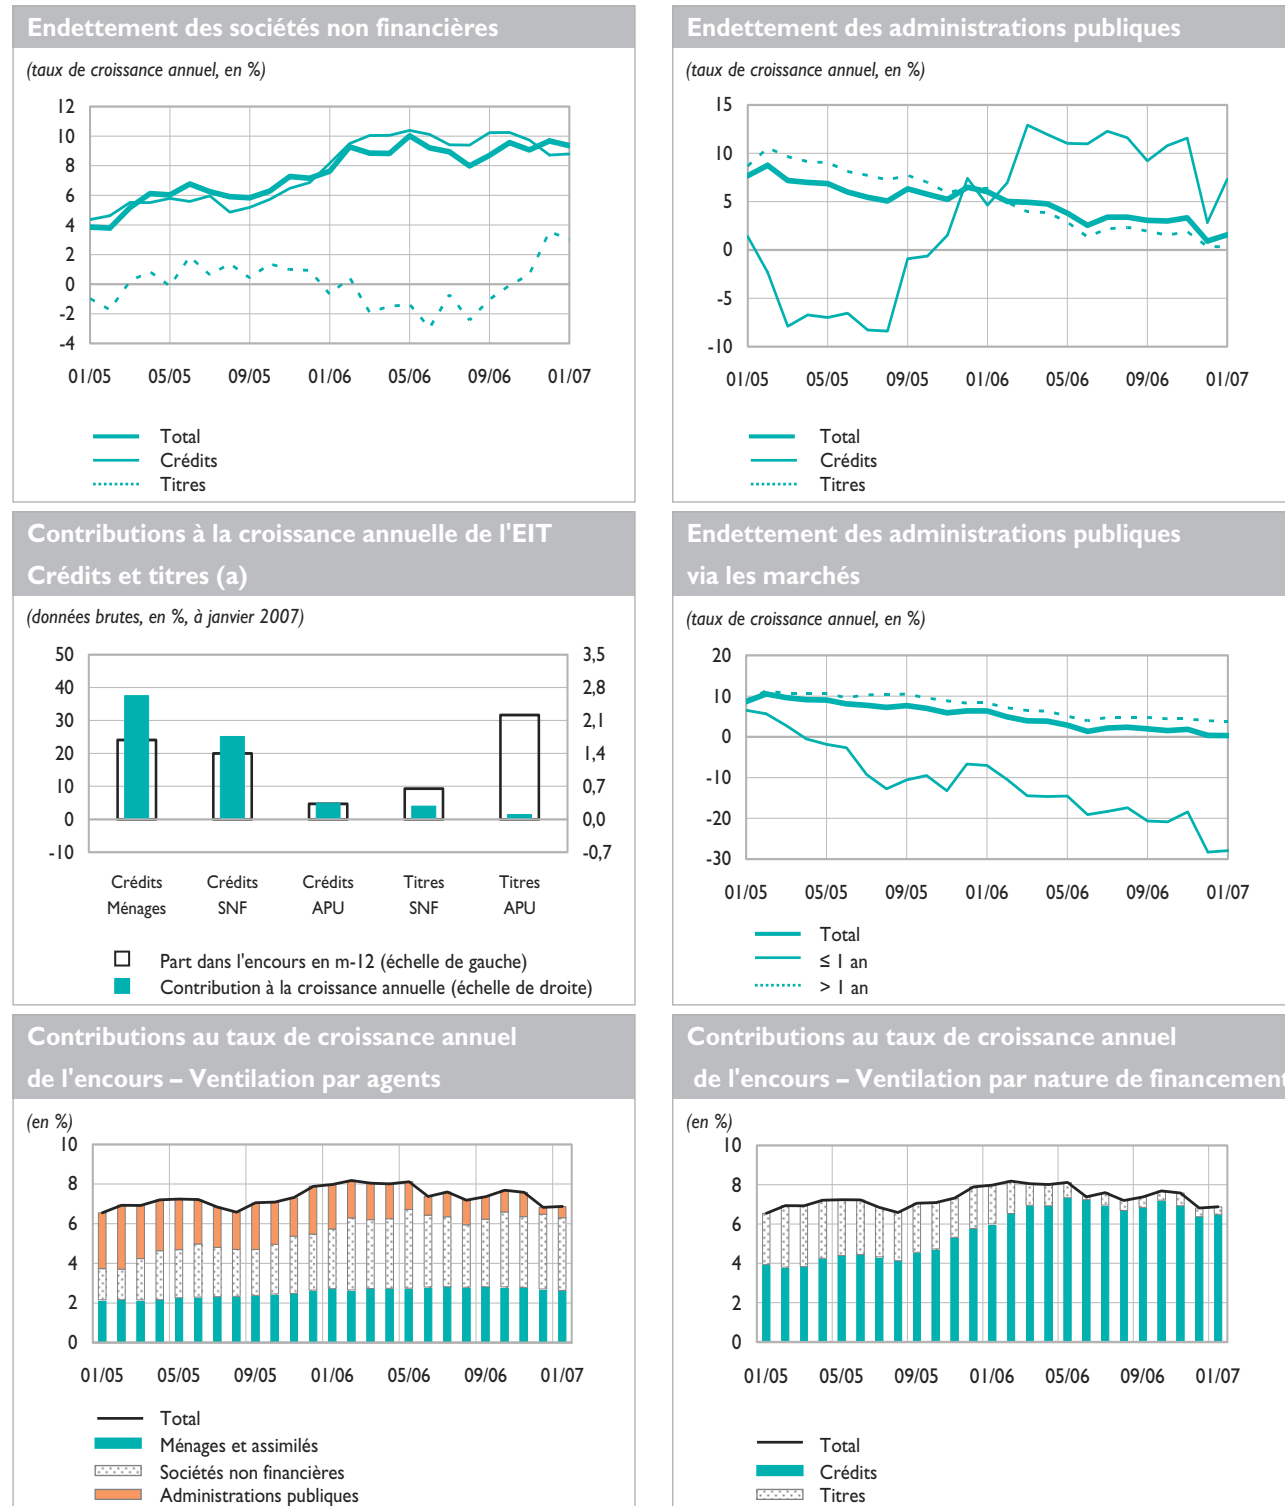 Endettement des sociétés non financières
(taux de croissance annuel, en %)
12
10
8
6
4
2
0
-2
-4
01/05 05/05 09/05 01/06 05/06 09/06 01/07
Total
Crédits
Titres
Endettement des administrations publiques
(taux de croissance annuel, en %)
15
10
5
0
-5
-10
01/05 05/05 09/05 01/06 05/06 09/06 01/07
Total
Crédits
Titres
Contributions à la croissance annuelle de l'EIT
Crédits et titres (a)
(données brutes, en %, à janvier 2007)
50 3,5
40 2,8
30 2,1
20 1,4
10 0,7
0 0,0
-10 -0,7
Crédits Crédits Crédits Titres Titres
Ménages SNF APU SNF APU
Part dans l'encours en m-12 (échelle de gauche)
Contribution à la croissance annuelle (échelle de droite)
Endettement des administrations publiques
via les marchés
(taux de croissance annuel, en %)
20
10
0
-10
-20
-30
01/05 05/05 09/05 01/06 05/06 09/06 01/07
Total
≤ 1 an
> 1 an
Contributions au taux de croissance annuel
de l'encours – Ventilation par agents
(en %)
10
8
6
4
2
0
01/05 05/05 09/05 01/06 05/06 09/06 01/07
Total
Ménages et assimilés
Sociétés non financières
Administrations publiques
Contributions au taux de croissance annuel
de l'encours – Ventilation par nature de financement
(en %)
10
8
6
4
2
0
01/05 05/05 09/05 01/06 05/06 09/06 01/07
Total
Crédits
Titres